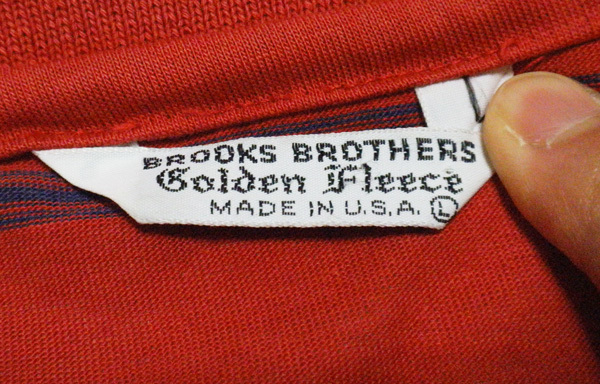 BROOKS BROTHERS
Golden Fleece
MADE IN U.S.A. Ⓛ